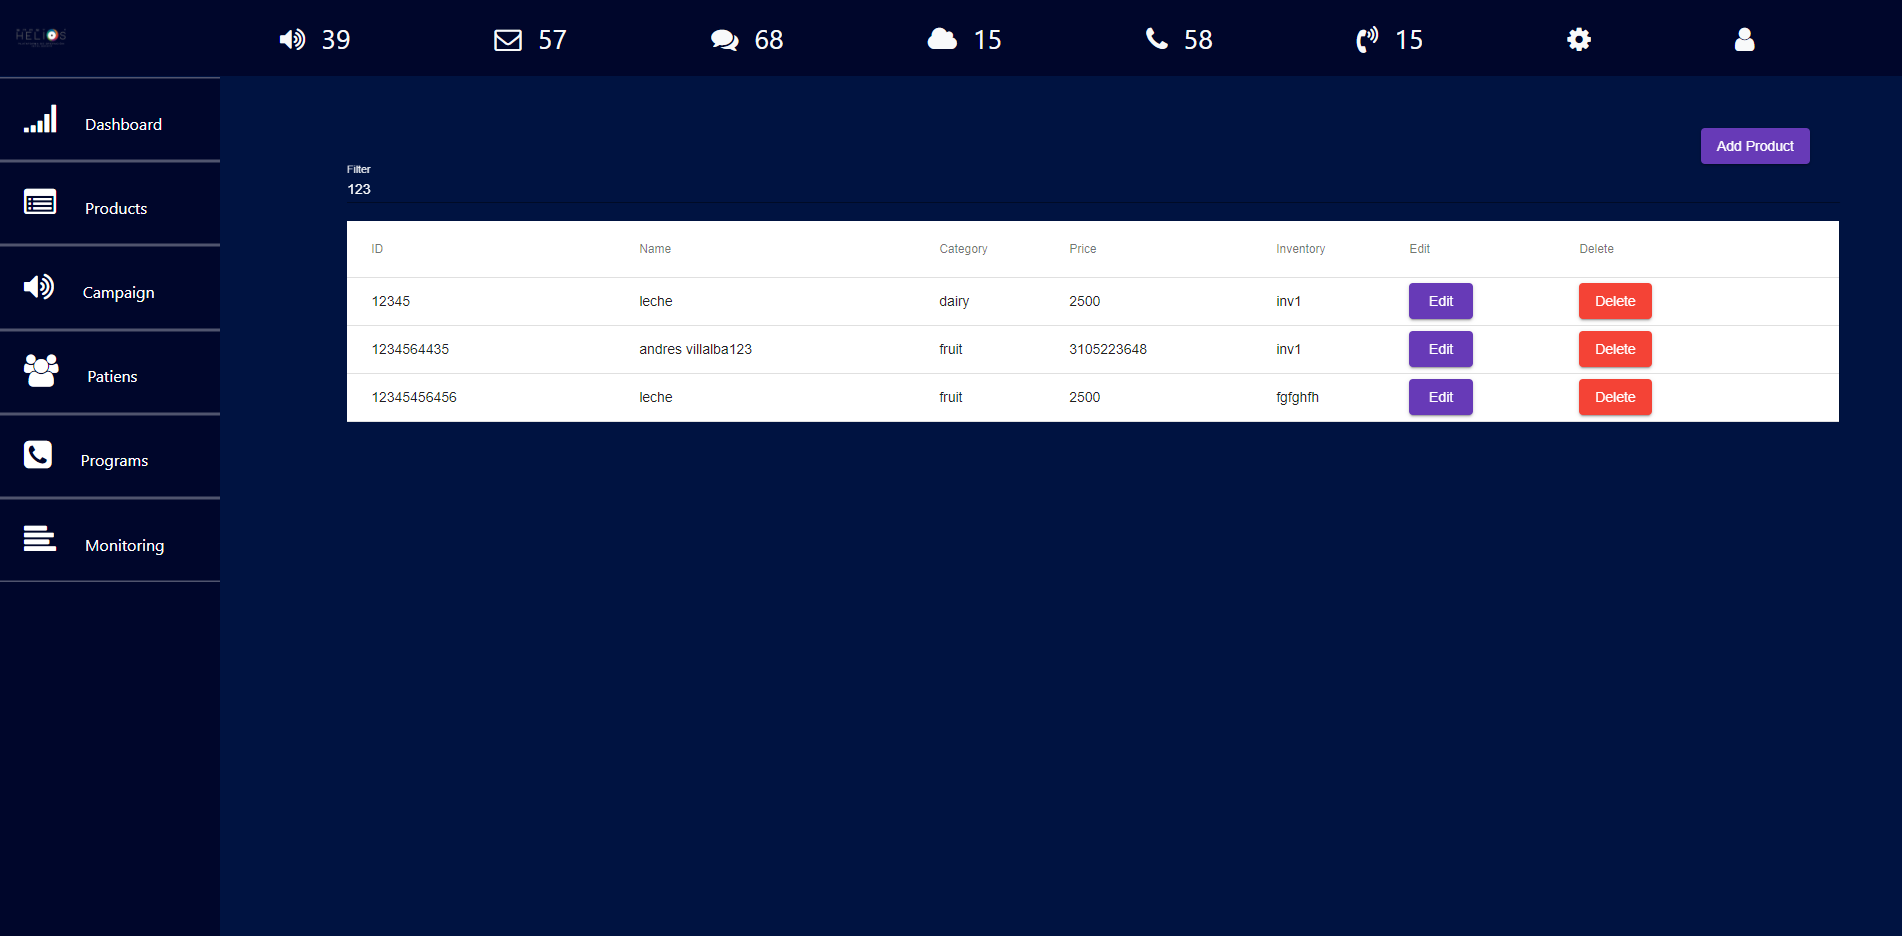 HELIOS
39 57 68 15 58 15
Dashboard
Products
Campaign
Patiens
Programs
Monitoring
Add Product
Filter
123
ID Name Category Price Inventory Edit Delete
12345 leche dairy 2500 inv1 Edit Delete
1234564435 andres villalba123 fruit 3105223648 inv1 Edit Delete
12345456456 leche fruit 2500 fgfghfh Edit Delete